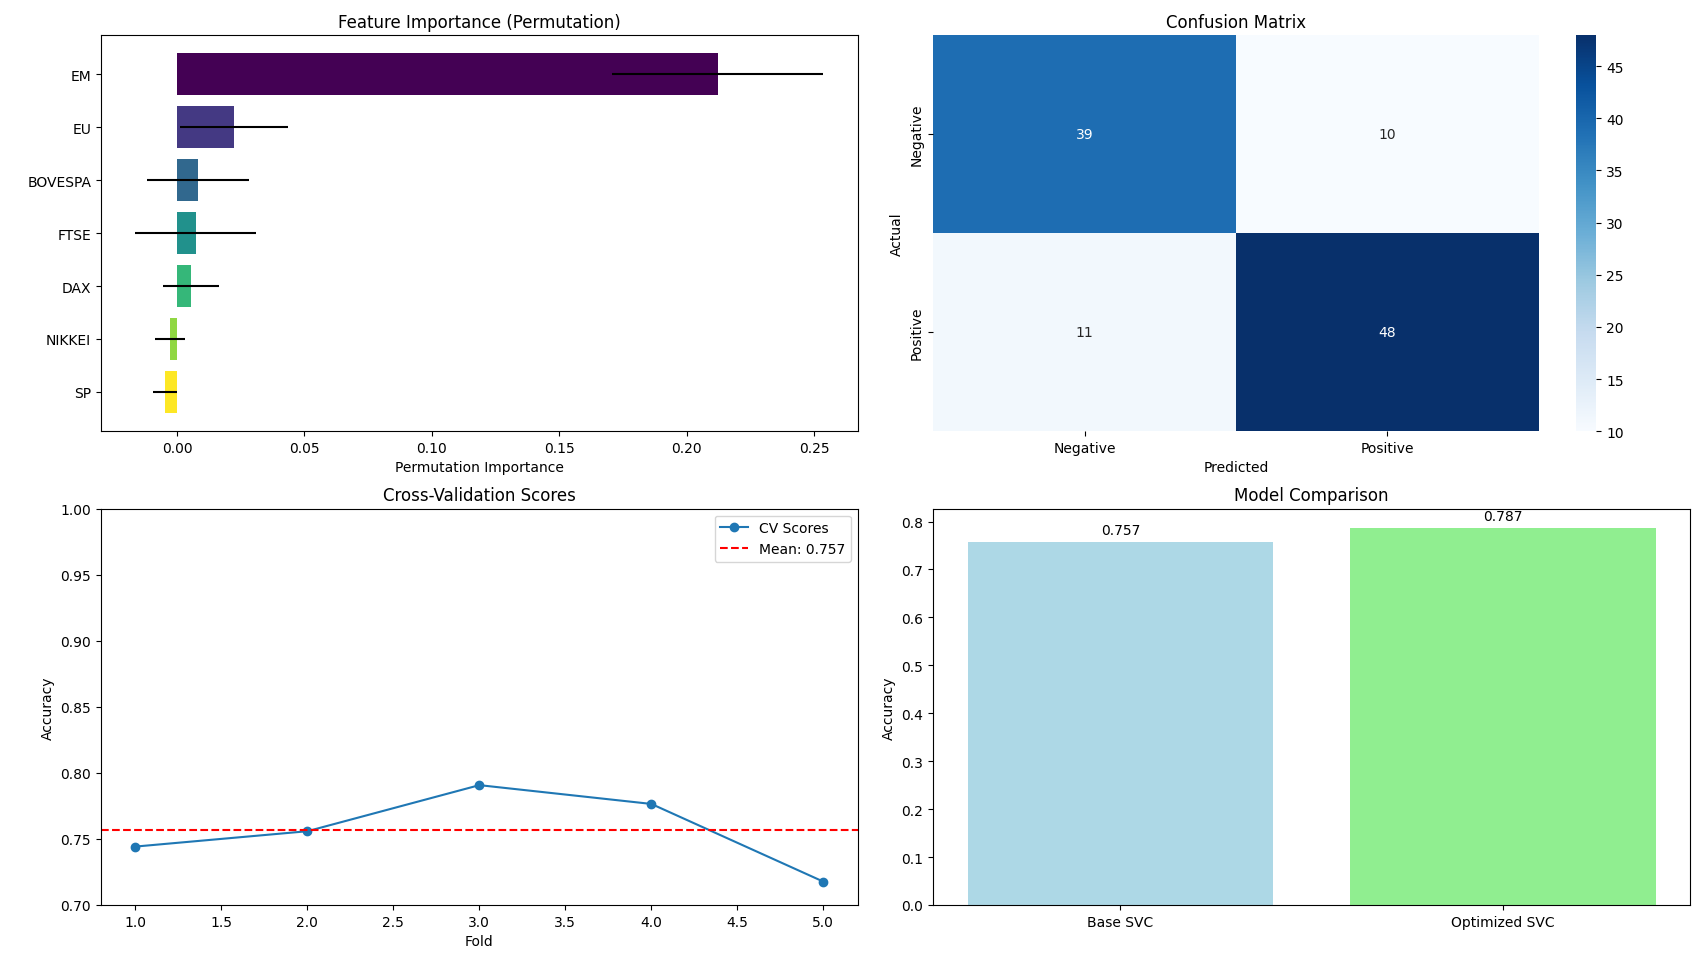 Feature Importance (Permutation)
EM
EU
BOVESPA
FTSE
DAX
NIKKEI
SP
0.00 0.05 0.10 0.15 0.20 0.25
Permutation Importance
Confusion Matrix
Actual
Negative
Positive
39 10
11 48
Negative Positive
Predicted
45
40
35
30
25
20
15
10
Cross-Validation Scores
CV Scores
Mean: 0.757
Accuracy
1.00
0.95
0.90
0.85
0.80
0.75
0.70
1.0 1.5 2.0 2.5 3.0 3.5 4.0 4.5 5.0
Fold
Model Comparison
0.757 0.787
Accuracy
0.8
0.7
0.6
0.5
0.4
0.3
0.2
0.1
0.0
Base SVC Optimized SVC